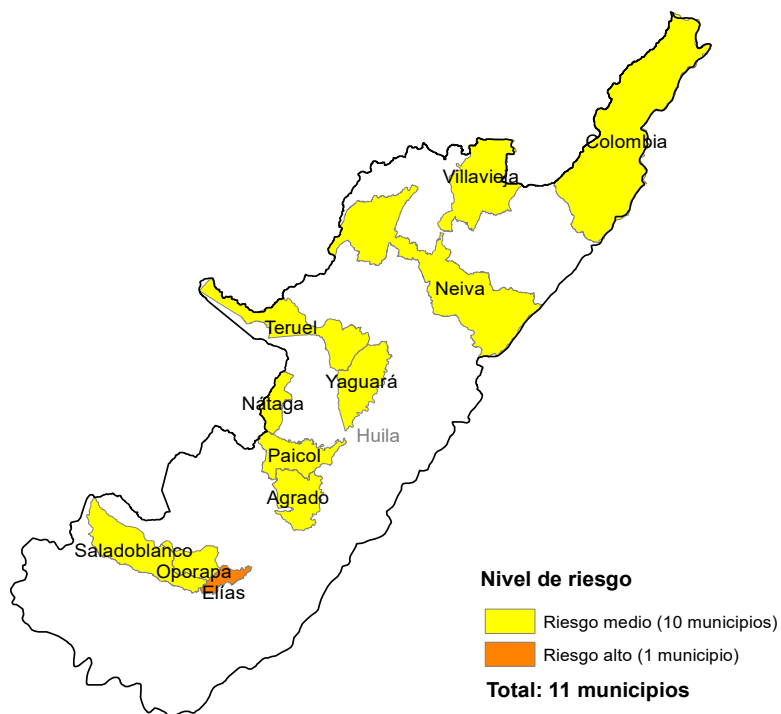 Colombia
Villavieja
Neiva
Teruel
Yaguará
Nátaga
Huila
Paicol
Agrado
Saladoblanco
Oporapa
Elías
Nivel de riesgo
Riesgo medio (10 municipios)
Riesgo alto (1 municipio)
Total: 11 municipios